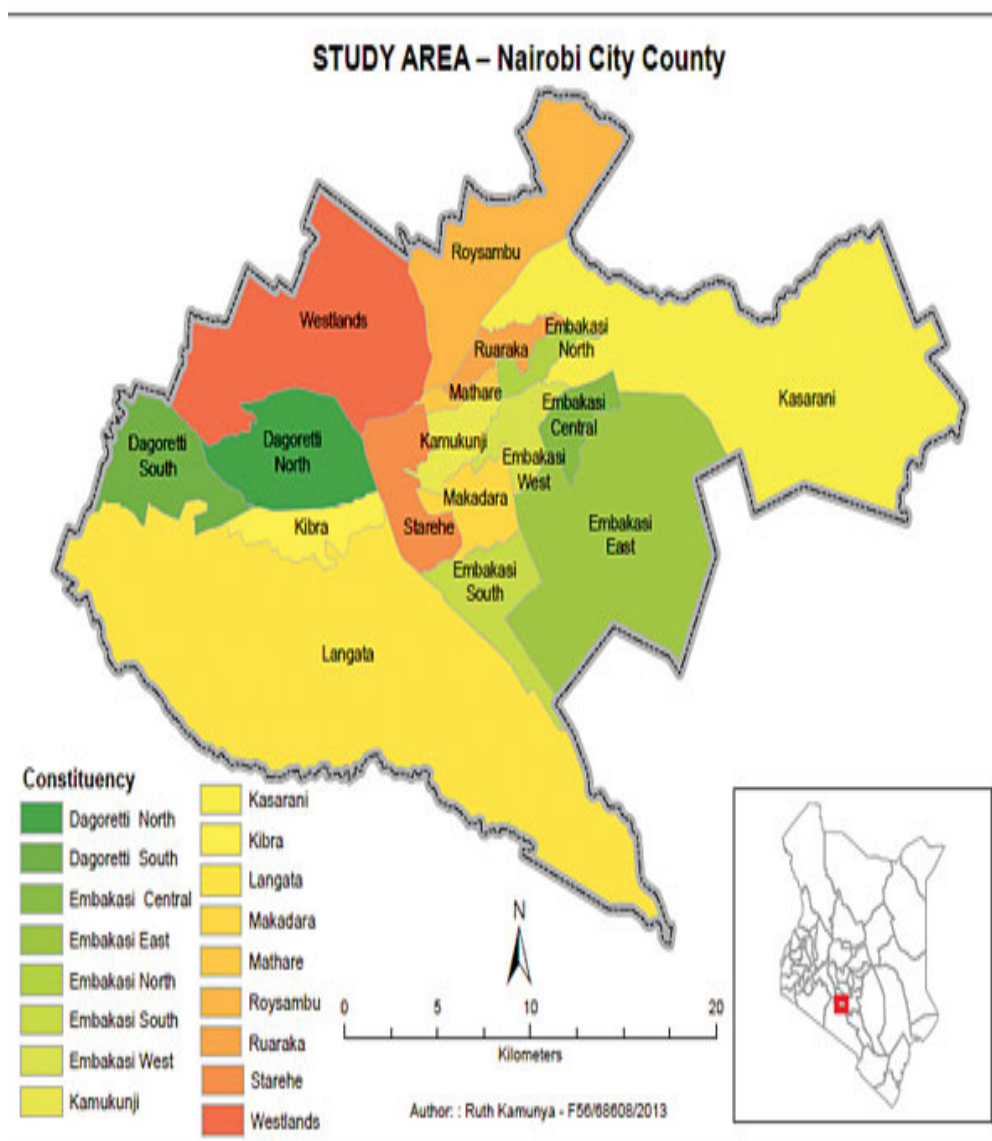 STUDY AREA – Nairobi City County
Roysambu
Westlands
Ruaraka
Embakasi
North
Mathare
Kasarani
Embakasi
Central
Dagoretti
South
Dagoretti
North
Kamukunji
Embakasi
West
Makadara
Kibra
Starehe
Embakasi
East
Embakasi
South
Langata
Constituency
Dagoretti North
Dagoretti South
Embakasi Central
Embakasi East
Embakasi North
Embakasi South
Embakasi West
Kamukunji
Kasarani
Kibra
Langata
Makadara
Mathare
Roysambu
Ruaraka
Starehe
Westlands
N
0 5 10 20
Kilometers
Author: : Ruth Kamunya - F56/68608/2013